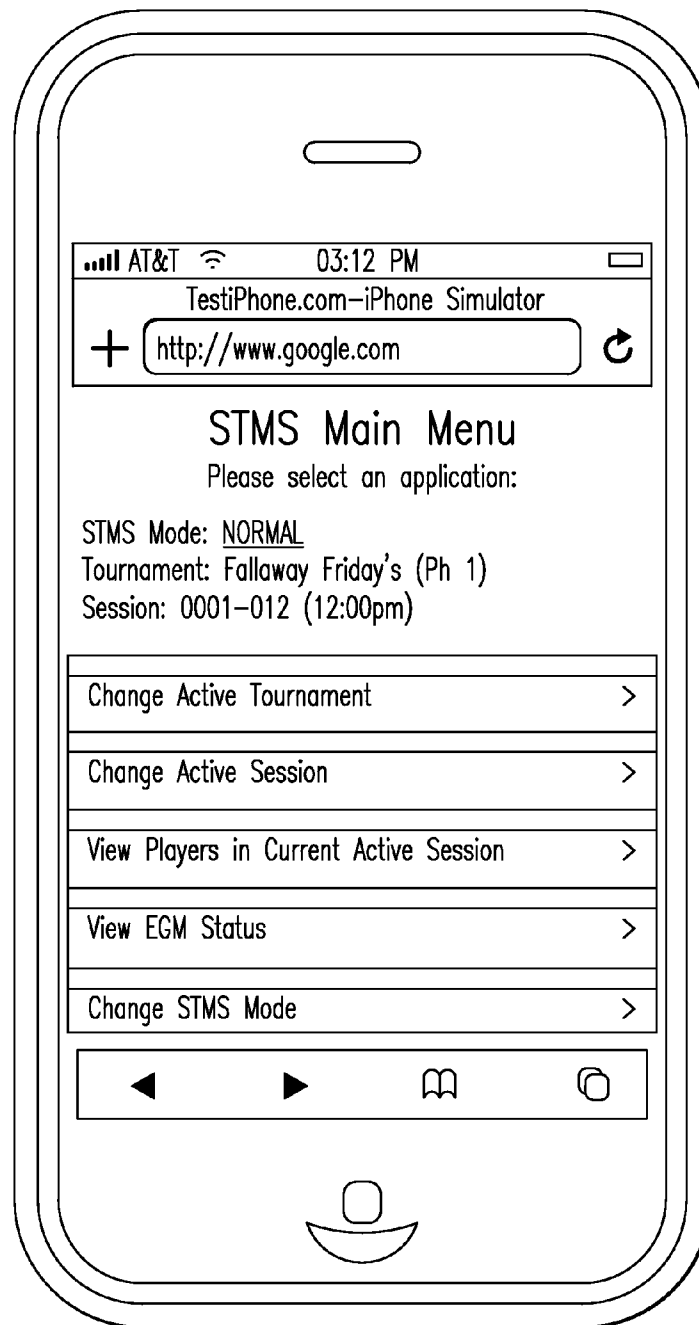 AT&T 03:12 PM
TestiPhone.com-iPhone Simulator
http://www.google.com
STMS Main Menu
Please select an application:
STMS Mode: NORMAL
Tournament: Fallaway Friday's (Ph 1)
Session: 0001-012 (12:00pm)
Change Active Tournament >
Change Active Session >
View Players in Current Active Session >
View EGM Status >
Change STMS Mode >